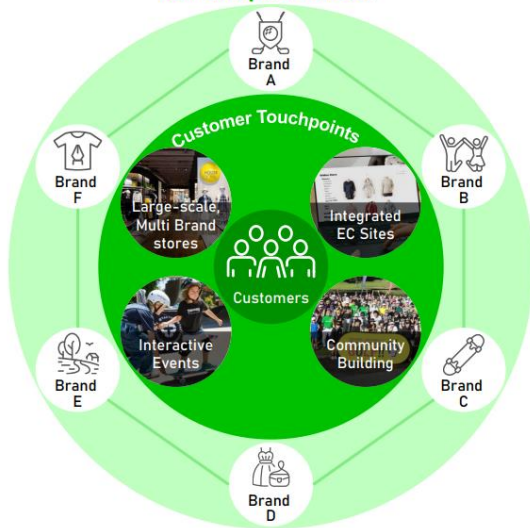 Brand
A
Customer Touchpoints
Brand
F
Brand
B
Large-scale,
Multi Brand
stores
Integrated
EC Sites
Customers
Interactive
Events
Community
Building
Brand
E
Brand
C
Brand
D